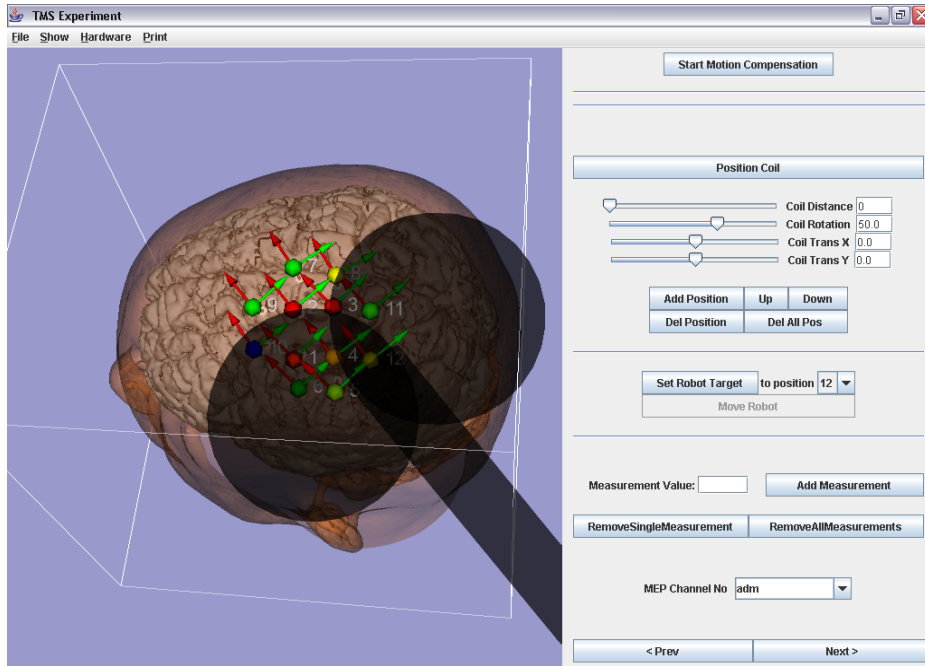 TMS Experiment
File Show Hardware Print
Start Motion Compensation
Position Coil
Coil Distance 0
Coil Rotation 50.0
Coil Trans X 0.0
Coil Trans Y 0.0
Add Position Up Down
Del Position Del All Pos
Set Robot Target to position 12
Move Robot
Measurement Value: Add Measurement
RemoveSingleMeasurement RemoveAllMeasurements
MEP Channel No adm
< Prev Next >
7 8
9 2 3 11
10 1 4 12
6 5